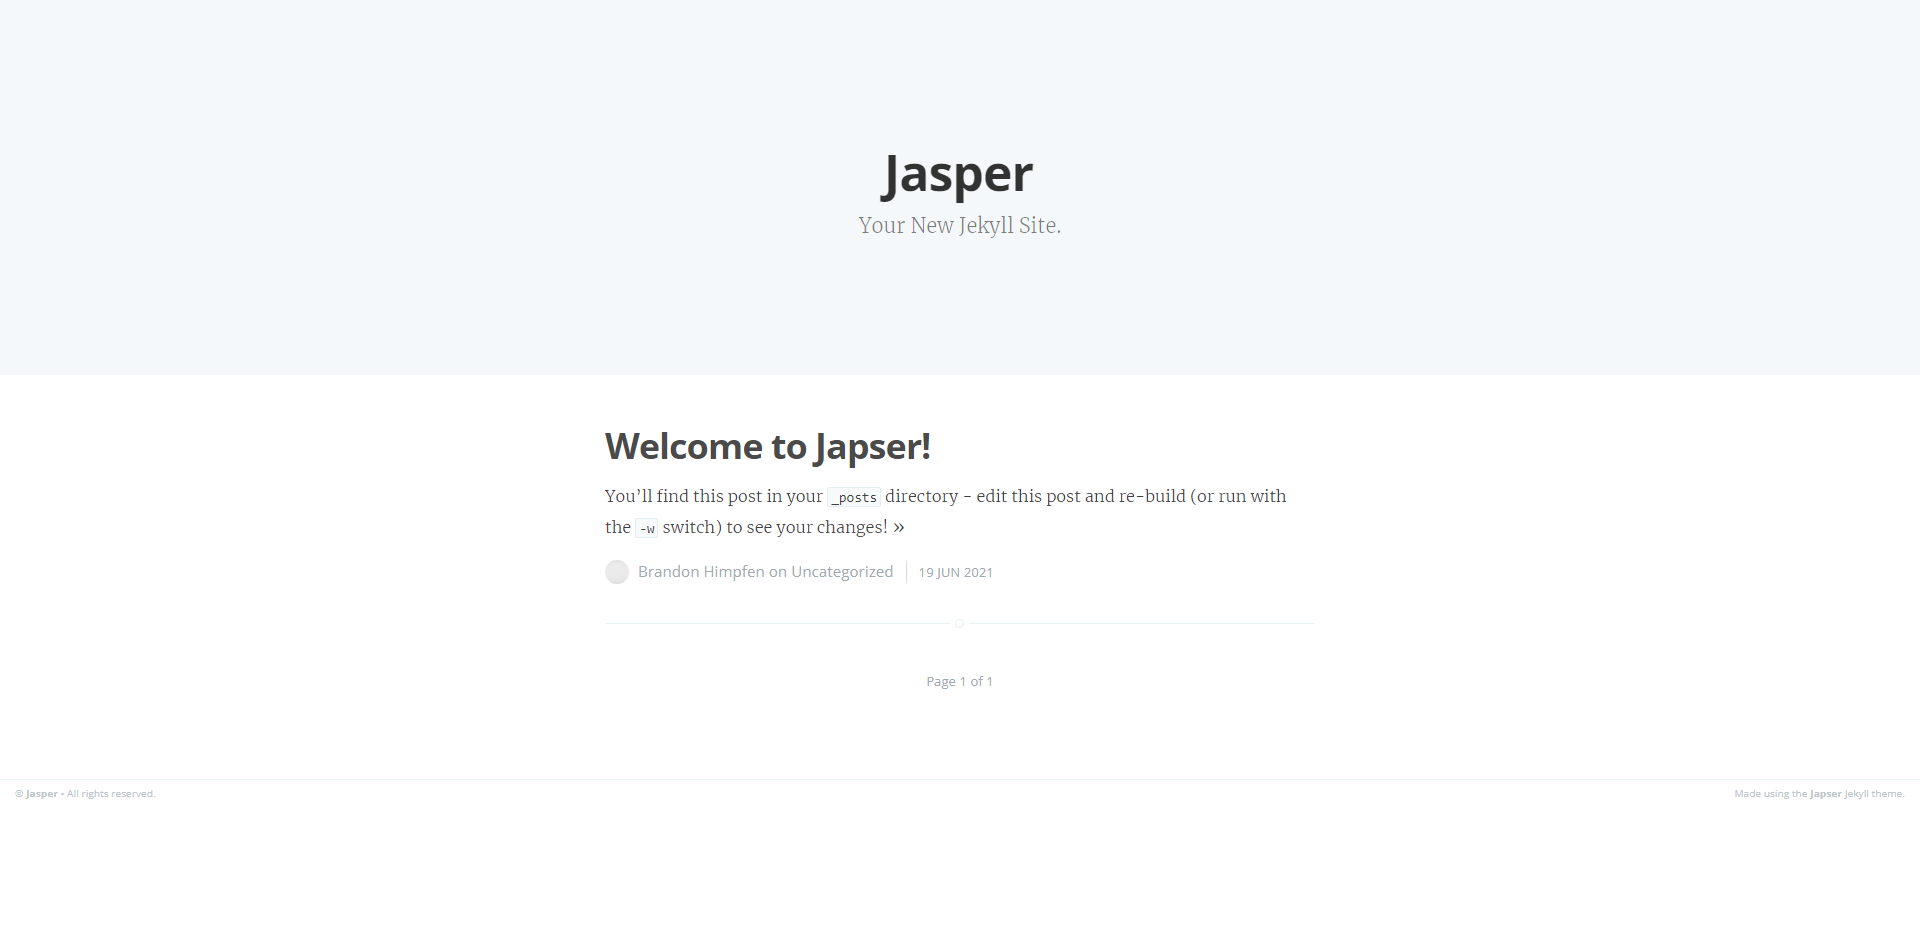 Jasper
Your New Jekyll Site.
Welcome to Japser!
You’ll find this post in your _posts directory - edit this post and re-build (or run with
the -w switch) to see your changes! »
Brandon Himpfen on Uncategorized 19 JUN 2021
Page 1 of 1
© Jasper • All rights reserved.
Made using the Japser Jekyll theme.